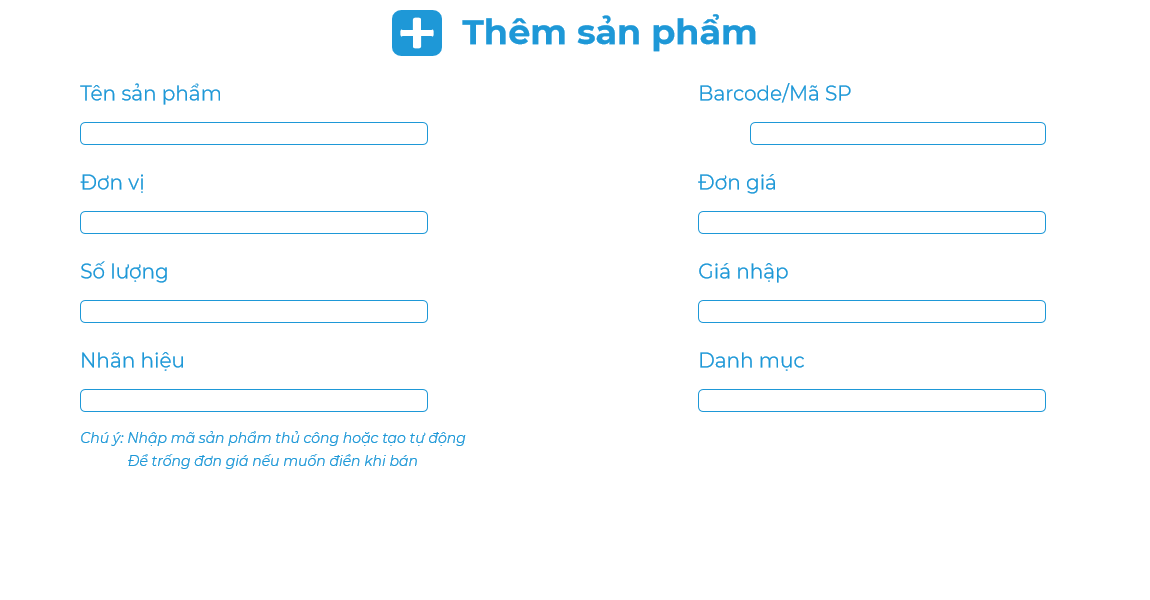 Thêm sản phẩm
Tên sản phẩm
Barcode/Mã SP
Đơn vị
Đơn giá
Số lượng
Giá nhập
Nhãn hiệu
Danh mục
Chú ý: Nhập mã sản phẩm thủ công hoặc tạo tự động
Để trống đơn giá nếu muốn điền khi bán